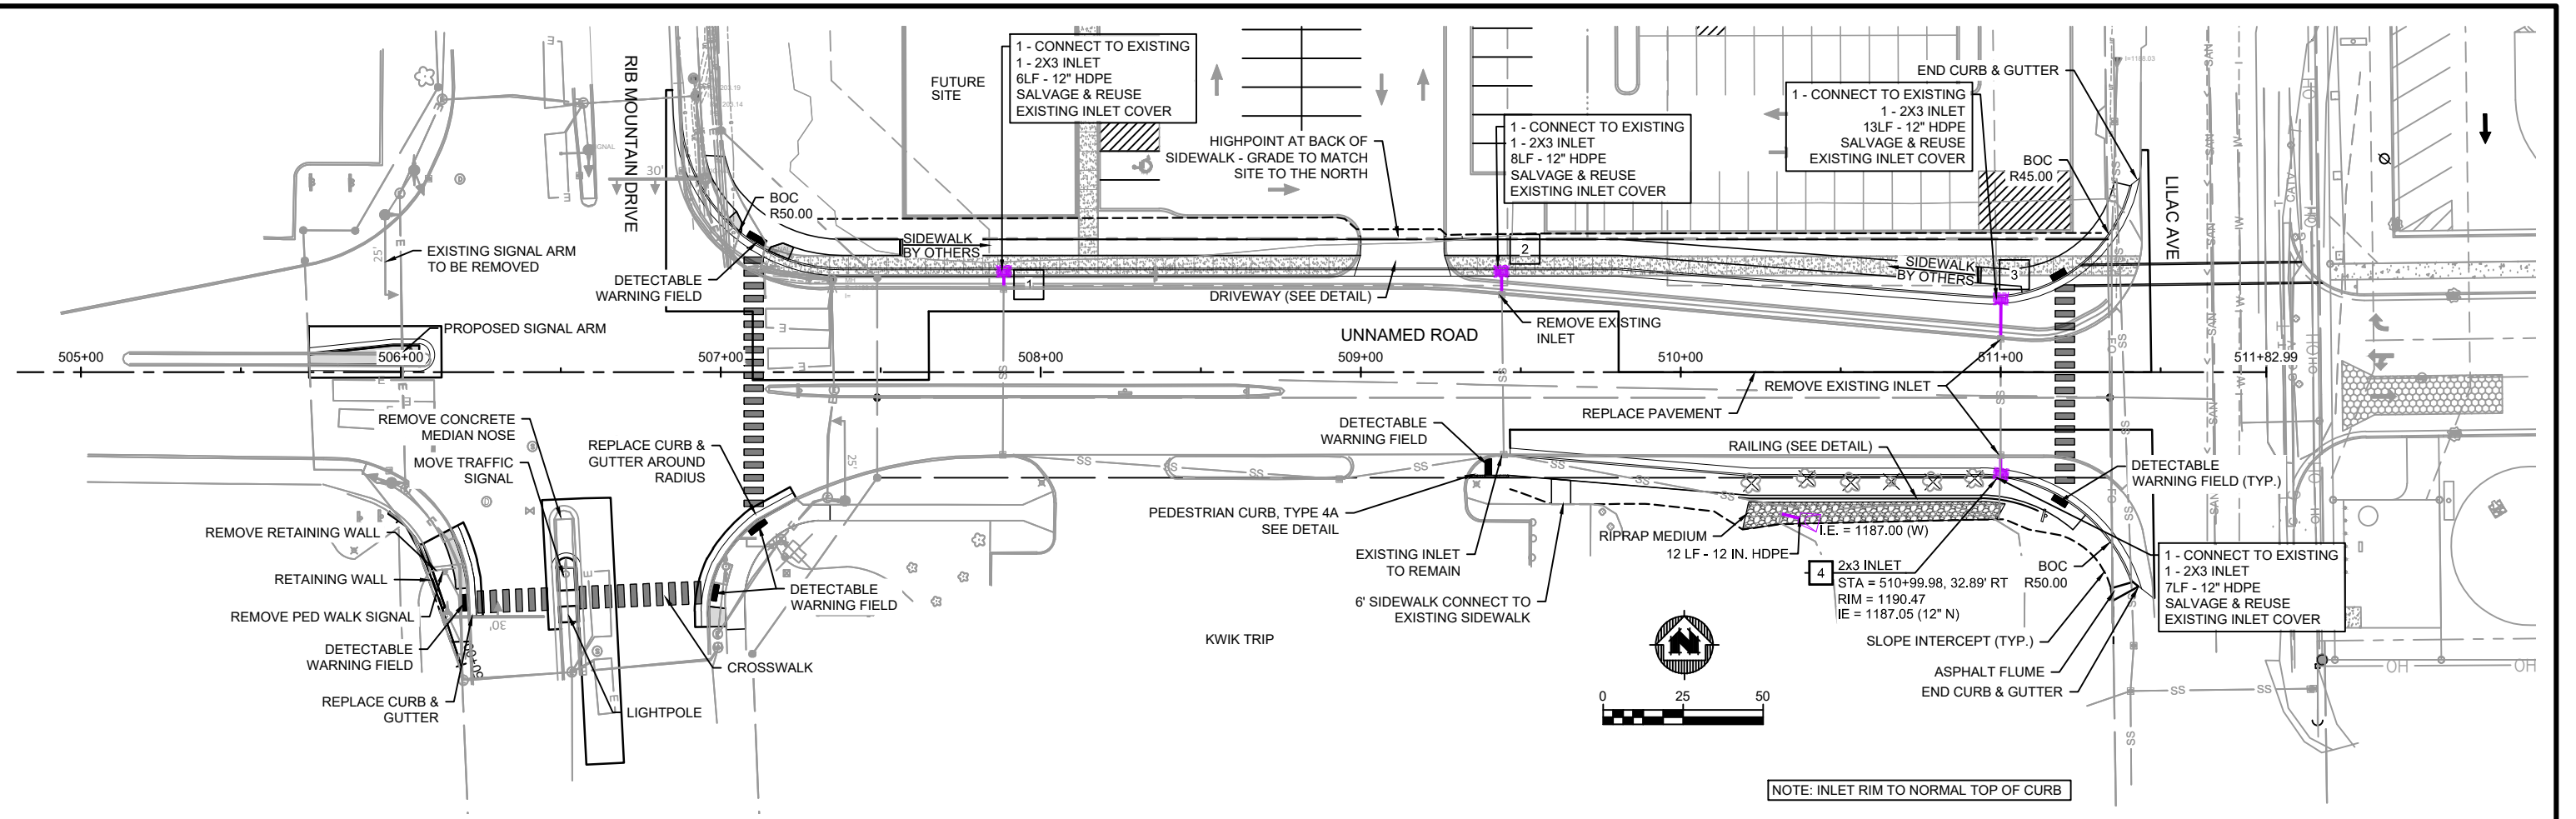 1 - CONNECT TO EXISTING
1 - 2X3 INLET
6LF - 12" HDPE
SALVAGE & REUSE
EXISTING INLET COVER
FUTURE
SITE
RIB MOUNTAIN DRIVE
30'
BOC
R50.00
HIGHPOINT AT BACK OF
SIDEWALK - GRADE TO MATCH
SITE TO THE NORTH
1 - CONNECT TO EXISTING
1 - 2X3 INLET
8LF - 12" HDPE
SALVAGE & REUSE
EXISTING INLET COVER
1 - CONNECT TO EXISTING
1 - 2X3 INLET
13LF - 12" HDPE
SALVAGE & REUSE
EXISTING INLET COVER
END CURB & GUTTER
BOC
R45.00
LILAC AVE
EXISTING SIGNAL ARM
TO BE REMOVED
25'
DETECTABLE
WARNING FIELD
SIDEWALK
BY OTHERS
1
2
3
SIDEWALK
BY OTHERS
DRIVEWAY (SEE DETAIL)
REMOVE EXISTING
INLET
UNNAMED ROAD
PROPOSED SIGNAL ARM
505+00
506+00
507+00
508+00
509+00
510+00
511+00
511+82.99
REMOVE EXISTING INLET
REPLACE PAVEMENT
REMOVE CONCRETE
MEDIAN NOSE
MOVE TRAFFIC
SIGNAL
REPLACE CURB &
GUTTER AROUND
RADIUS
25'
DETECTABLE
WARNING FIELD
RAILING (SEE DETAIL)
DETECTABLE
WARNING FIELD (TYP.)
REMOVE RETAINING WALL
RETAINING WALL
REMOVE PED WALK SIGNAL
DETECTABLE
WARNING FIELD
REPLACE CURB &
GUTTER
30'
LIGHTPOLE
CROSSWALK
DETECTABLE
WARNING FIELD
PEDESTRIAN CURB, TYPE 4A
SEE DETAIL
EXISTING INLET
TO REMAIN
6' SIDEWALK CONNECT TO
EXISTING SIDEWALK
KWIK TRIP
RIPRAP MEDIUM
I.E. = 1187.00 (W)
12 LF - 12 IN. HDPE
4
2x3 INLET
STA = 510+99.98, 32.89' RT
RIM = 1190.47
IE = 1187.05 (12" N)
BOC
R50.00
1 - CONNECT TO EXISTING
1 - 2X3 INLET
7LF - 12" HDPE
SALVAGE & REUSE
EXISTING INLET COVER
SLOPE INTERCEPT (TYP.)
ASPHALT FLUME
END CURB & GUTTER
N
0 25 50
NOTE: INLET RIM TO NORMAL TOP OF CURB